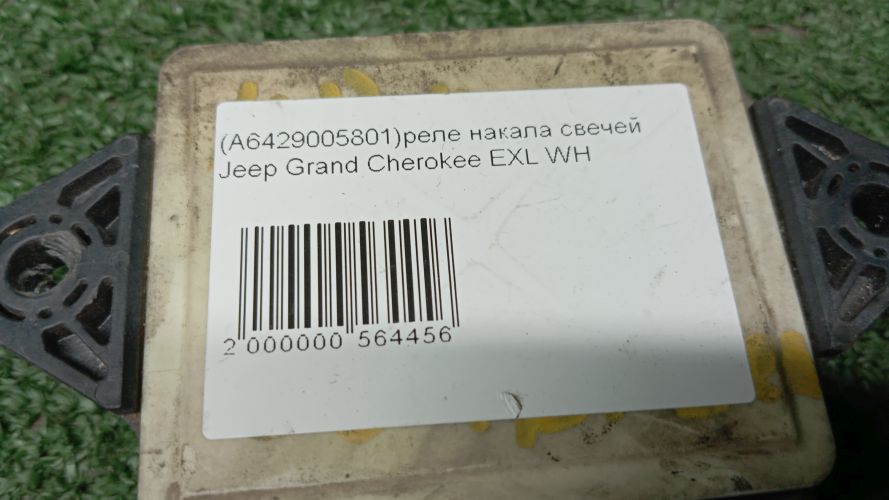 (A6429005801)реле накала свечей
Jeep Grand Cherokee EXL WH
2 000000 564456